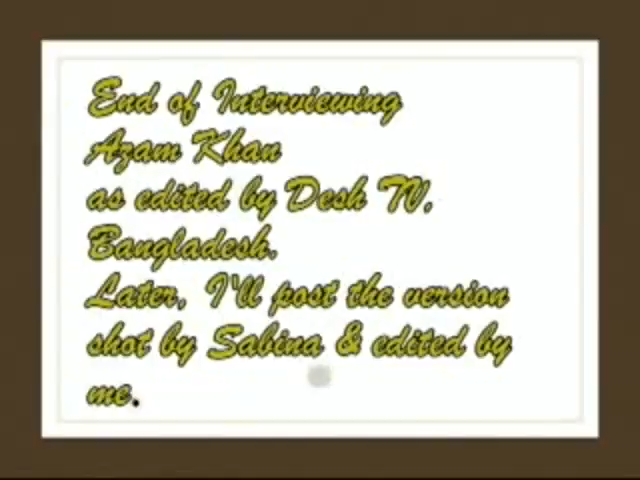 End of Interviewing
Azam Khan
as edited by Desh TV,
Bangladesh.
Later, I'll post the version
shot by Sabina & edited by
me.